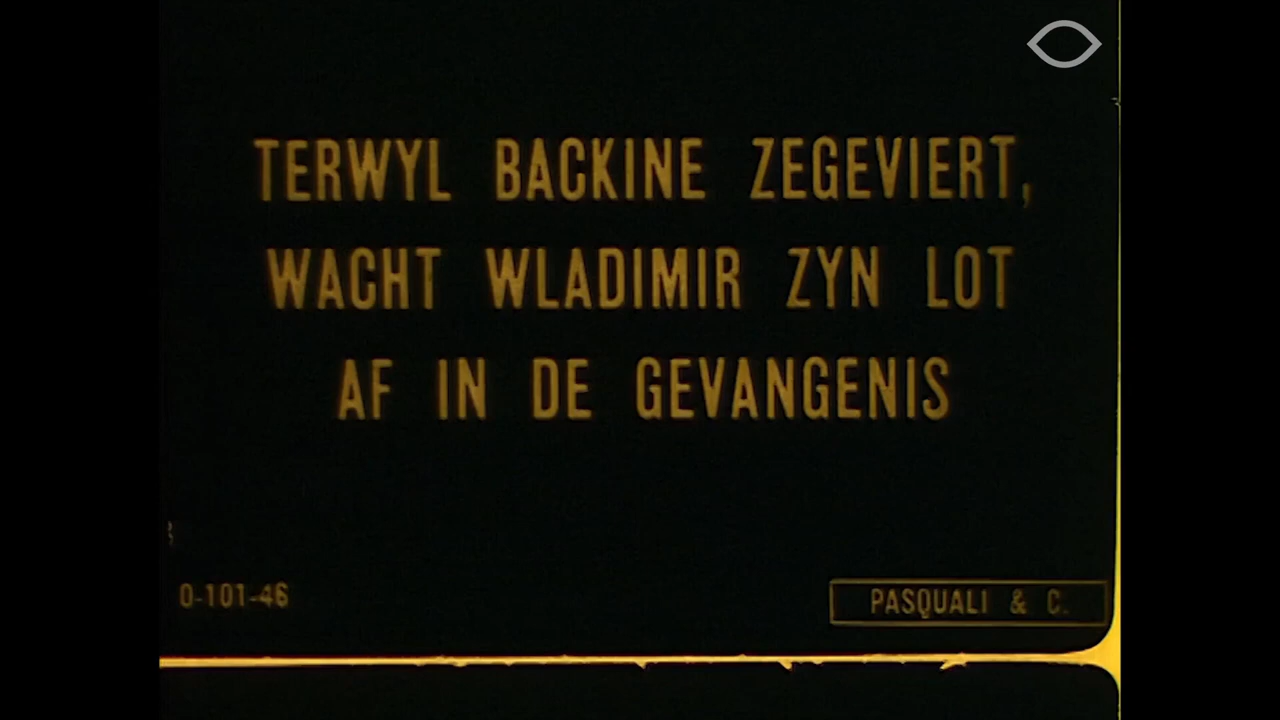 TERWYL BACKINE ZEGEVIERT,
WACHT WLADIMIR ZYN LOT
AF IN DE GEVANGENIS
0-101-46
PASQUALI & C.